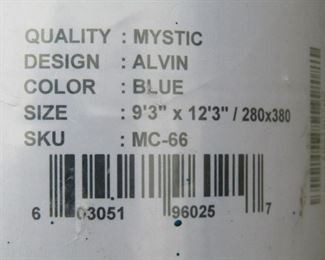 QUALITY : MYSTIC
DESIGN : ALVIN
COLOR : BLUE
SIZE : 9'3" x 12'3" / 280x380
SKU : MC-66
6 03051 96025 7